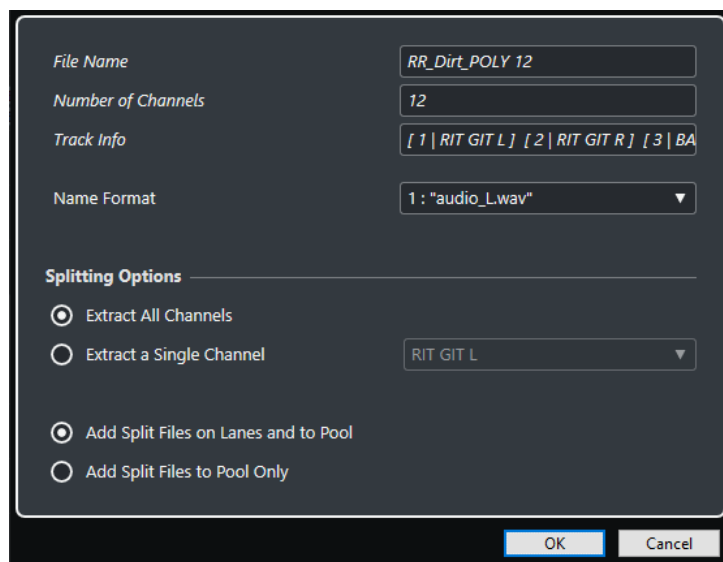 File Name RR_Dirt_POLY 12
Number of Channels 12
Track Info [ 1 | RIT GIT L ] [ 2 | RIT GIT R ] [ 3 | BA
Name Format 1 : "audio_L.wav"
Splitting Options
Extract All Channels
Extract a Single Channel RIT GIT L
Add Split Files on Lanes and to Pool
Add Split Files to Pool Only
OK Cancel